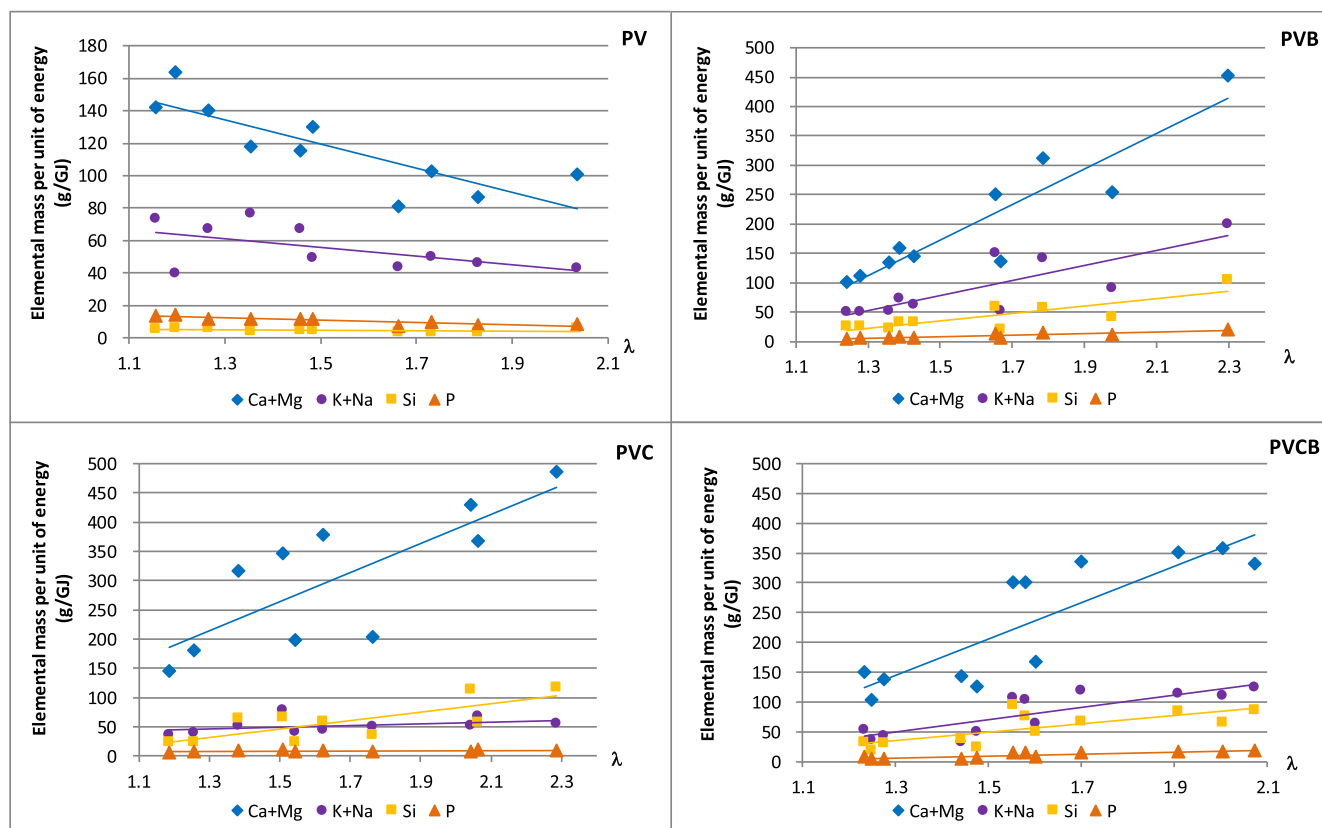 PV
Elemental mass per unit of energy
(g/GJ)
180
160
140
120
100
80
60
40
20
0
1.1 1.3 1.5 1.7 1.9 2.1
λ
Ca+Mg K+Na Si P
PVB
Elemental mass per unit of energy
(g/GJ)
500
450
400
350
300
250
200
150
100
50
0
1.1 1.3 1.5 1.7 1.9 2.1 2.3
λ
Ca+Mg K+Na Si P
PVC
Elemental mass per unit of energy
(g/GJ)
500
450
400
350
300
250
200
150
100
50
0
1.1 1.3 1.5 1.7 1.9 2.1 2.3
λ
Ca+Mg K+Na Si P
PVCB
Elemental mass per unit of energy
(g/GJ)
500
450
400
350
300
250
200
150
100
50
0
1.1 1.3 1.5 1.7 1.9 2.1
λ
Ca+Mg K+Na Si P